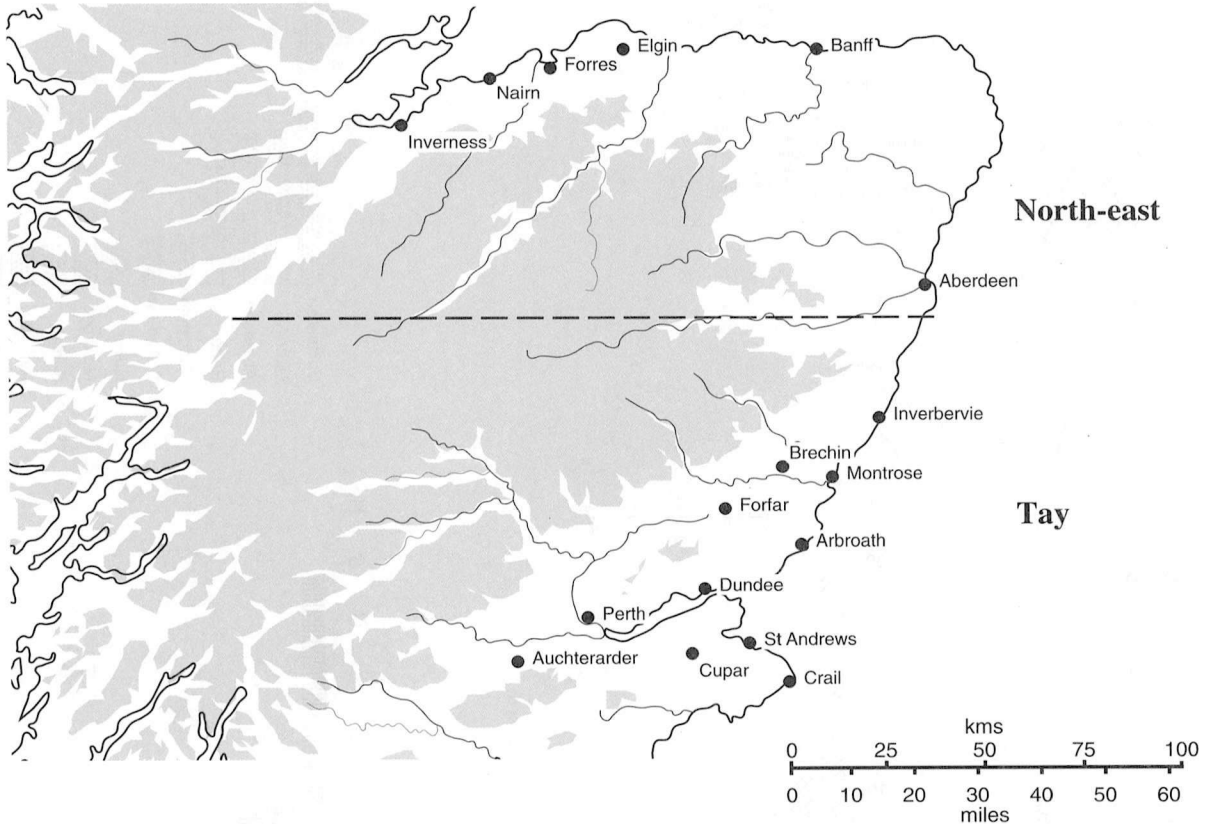 Elgin
Banff
Forres
Nairn
Inverness
North-east
Aberdeen
Inverbervie
Brechin
Montrose
Forfar
Tay
Arbroath
Dundee
Perth
St Andrews
Auchterarder
Cupar
Crail
kms
0 25 50 75 100
0 10 20 30 40 50 60
miles